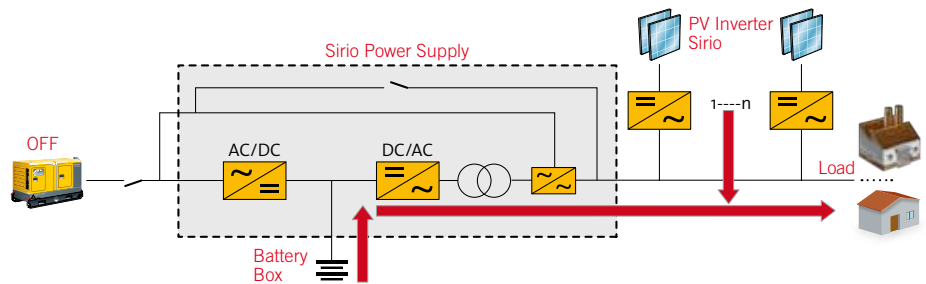 PV Inverter
Sirio
Sirio Power Supply
1----n
OFF
AC/DC
DC/AC
Load
Battery
Box